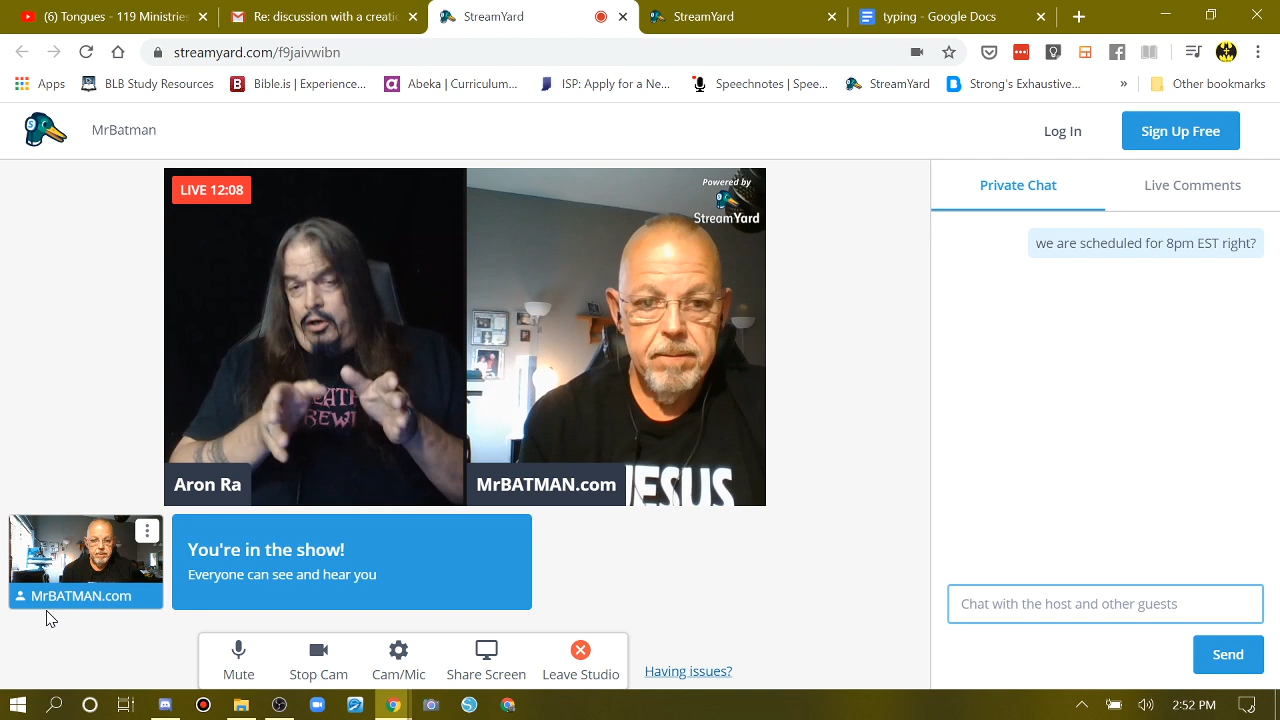 (6) Tongues - 119 Ministries
Re: discussion with a creatic
StreamYard
StreamYard
typing - Google Docs
streamyard.com/f9jaivwibn
Apps
BLB Study Resources
Bible.is | Experience...
Abeka | Curriculum...
ISP: Apply for a Ne...
Speechnotes | Spee...
StreamYard
Strong's Exhaustive...
»
Other bookmarks
MrBatman
Log In
Sign Up Free
LIVE 12:08
Powered by
StreamYard
Private Chat
Live Comments
we are scheduled for 8pm EST right?
JESUS
Aron Ra
MrBATMAN.com
MrBATMAN.com
You're in the show!
Everyone can see and hear you
Chat with the host and other guests
Send
Mute
Stop Cam
Cam/Mic
Share Screen
Leave Studio
Having issues?
2:52 PM